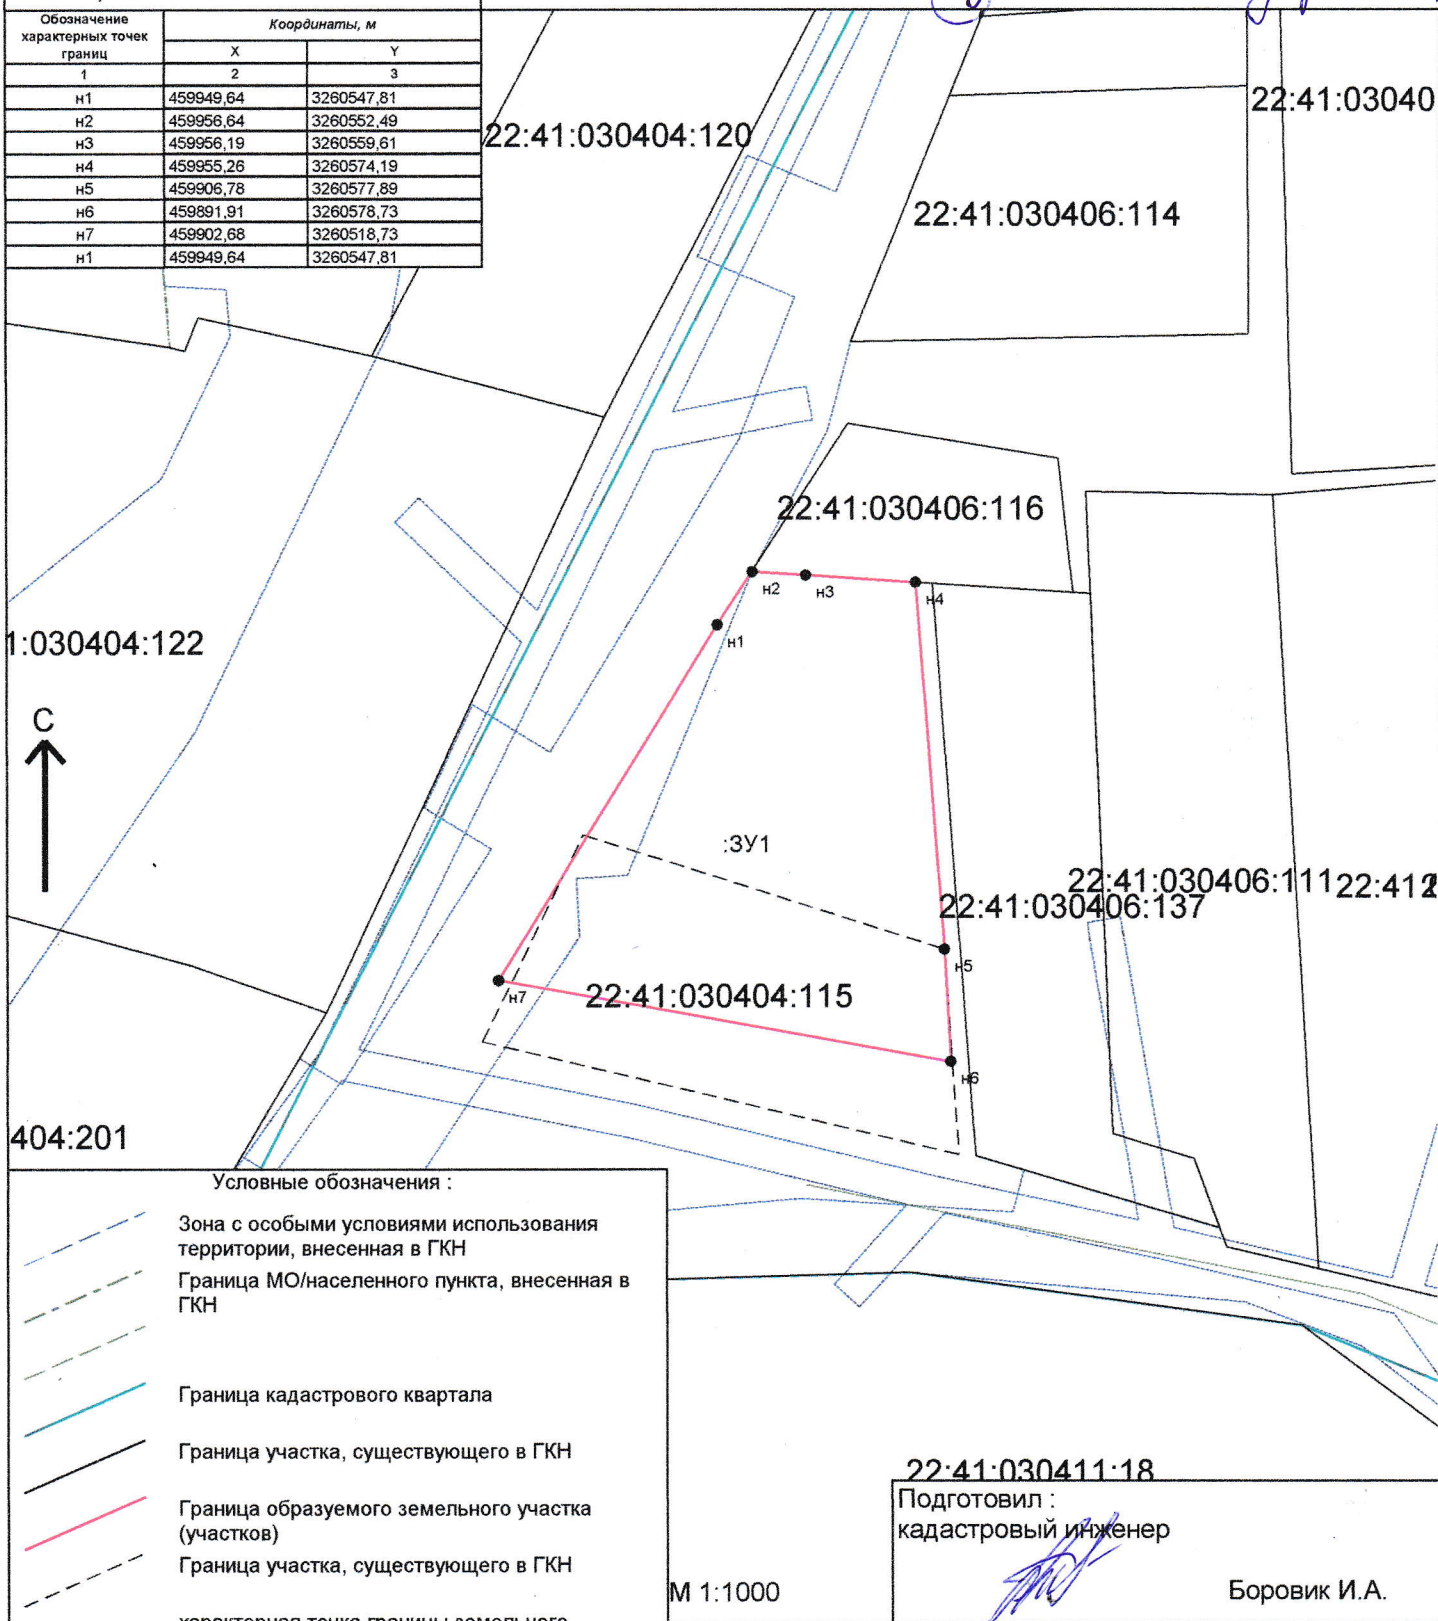 Обозначение характерных точек границ
Координаты, м
X Y
1 2 3
н1 459949,64 3260547,81
н2 459956,64 3260552,49
н3 459956,19 3260559,61
н4 459955,26 3260574,19
н5 459906,78 3260577,89
н6 459891,91 3260578,73
н7 459902,68 3260518,73
н1 459949,64 3260547,81
22:41:030404:120
22:41:03040
22:41:030406:114
22:41:030406:116
н2
н3
н4
н1
1:030404:122
С
:ЗУ1
22:41:030406:111
22:41
22:41:030406:137
н5
22:41:030404:115
н7
н6
404:201
Условные обозначения :
Зона с особыми условиями использования
территории, внесенная в ГКН
Граница МО/населенного пункта, внесенная в
ГКН
Граница кадастрового квартала
Граница участка, существующего в ГКН
Граница образуемого земельного участка
(участков)
Граница участка, существующего в ГКН
характерная точка границы земельного
22:41:030411:18
Подготовил :
кадастровый инженер
М 1:1000
Боровик И.А.